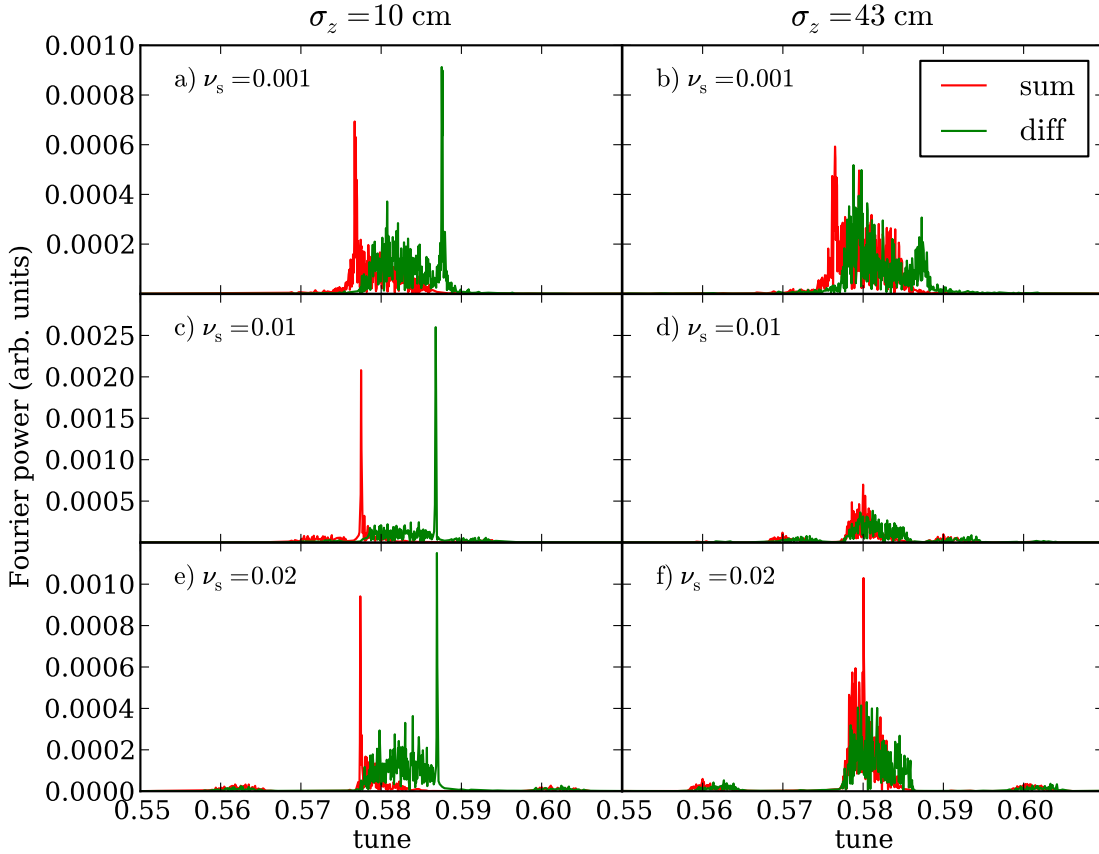 σz =10 cm
σz =43 cm
0.0010
0.0008
0.0006
0.0004
0.0002
a) νs =0.001
b) νs =0.001
sum
diff
0.0025
0.0020
0.0015
0.0010
0.0005
c) νs =0.01
d) νs =0.01
Fourier power (arb. units)
0.0010
0.0008
0.0006
0.0004
0.0002
0.0000
e) νs =0.02
f) νs =0.02
0.55 0.56 0.57 0.58 0.59 0.60 0.55 0.56 0.57 0.58 0.59 0.60
tune
tune